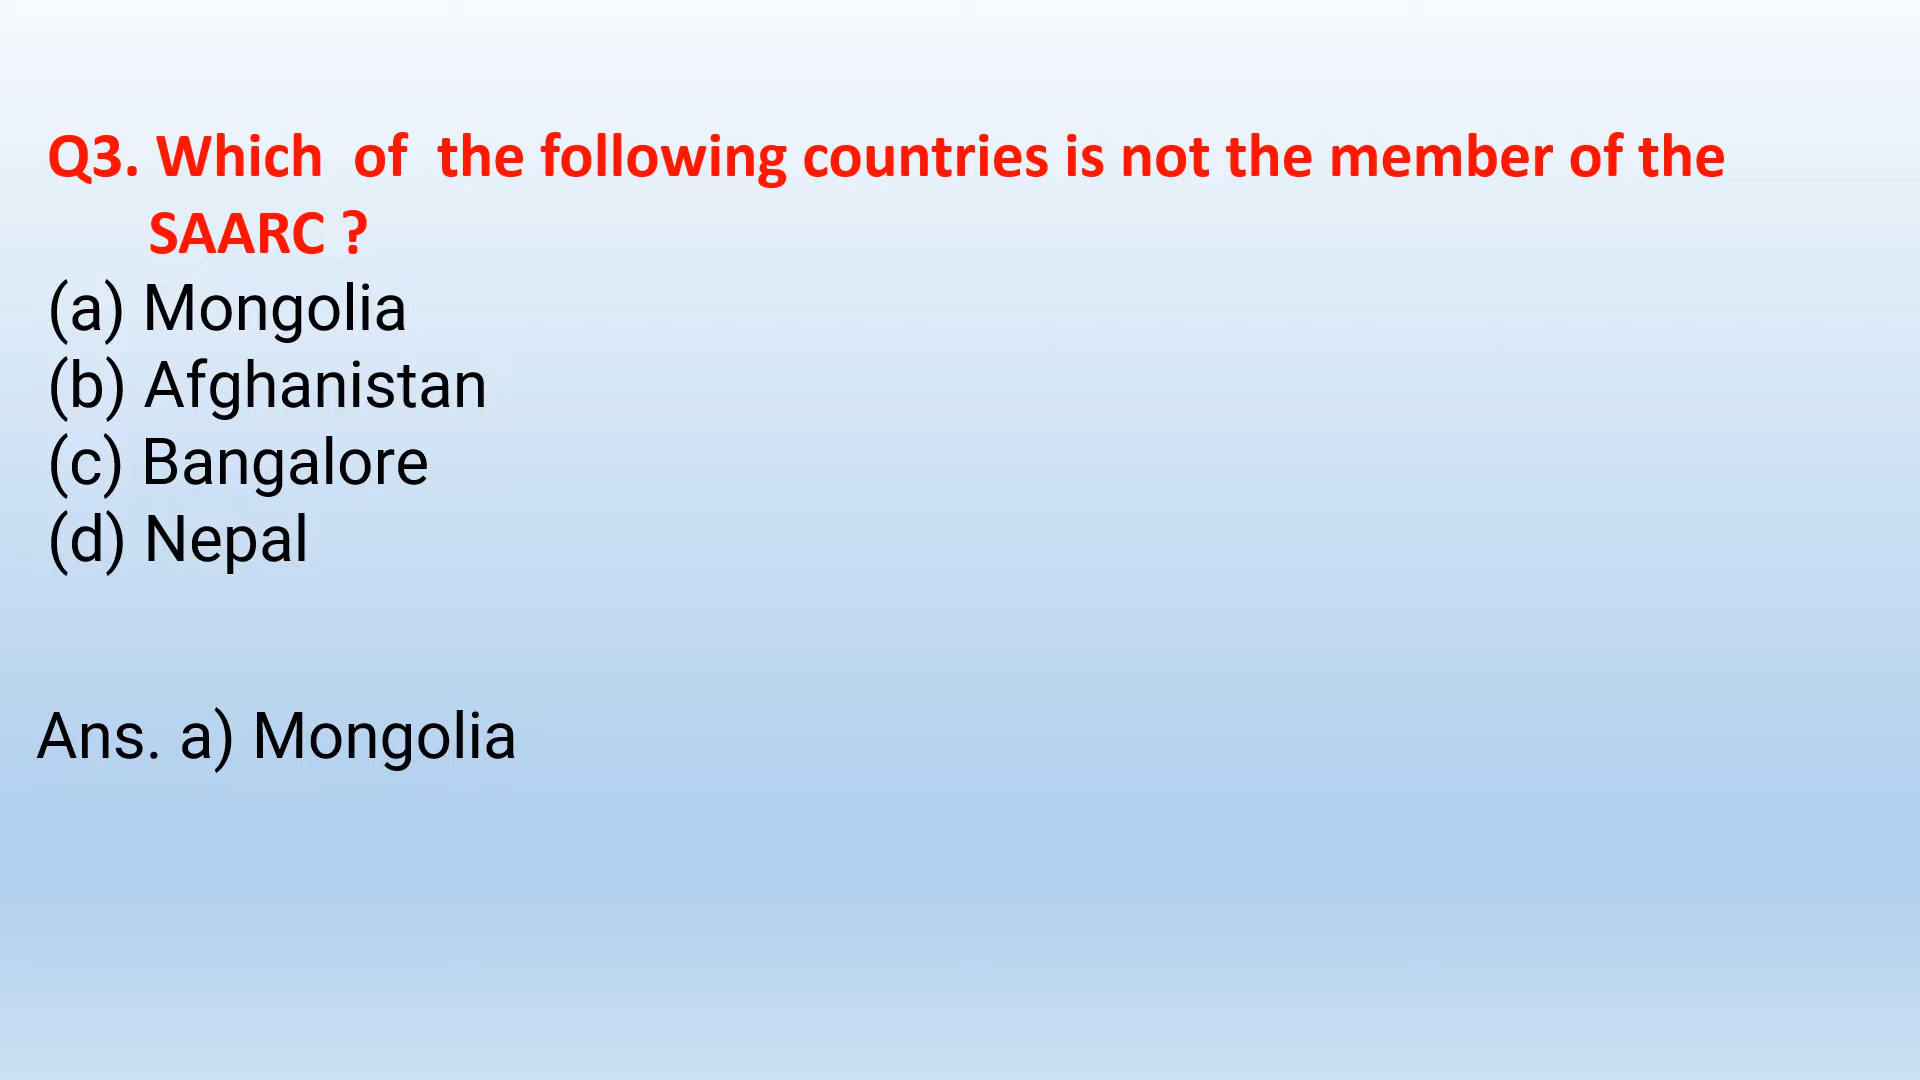 Q3. Which of the following countries is not the member of the
SAARC ?
(a) Mongolia
(b) Afghanistan
(c) Bangalore
(d) Nepal
Ans. a) Mongolia